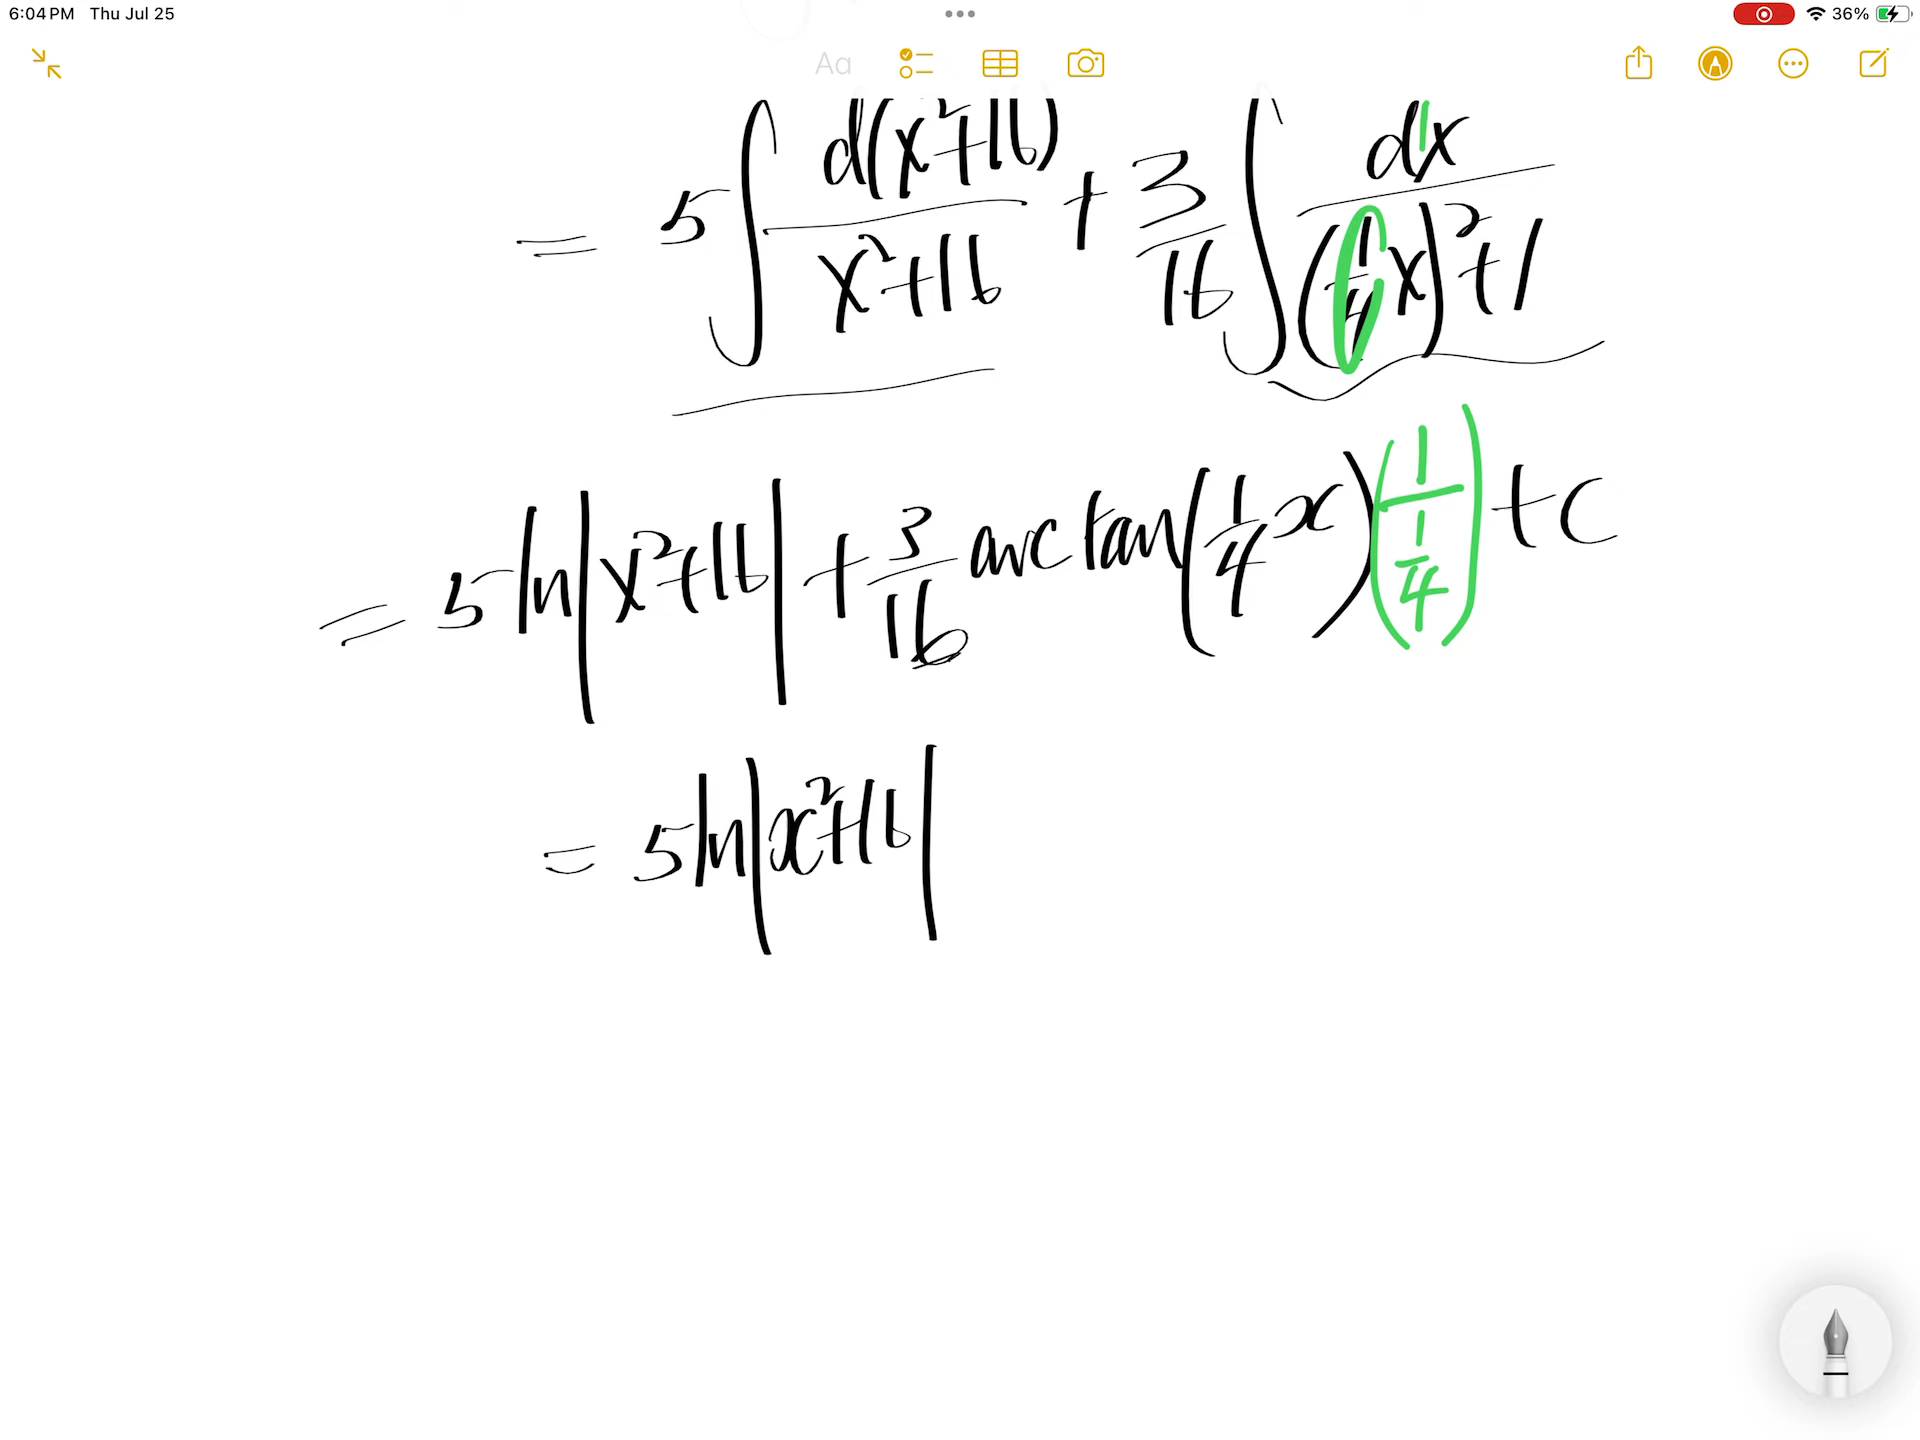 6:04 PM Thu Jul 25 36%
Aa
= 5∫ d(x²+16)/(x²+16) + 3/16 ∫ d1x/((1/4 x)²+1)
= 5 ln|x²+16| + 3/16 arctan(1/4 x)(1/(1/4)) + c
= 5 ln|x²+16|